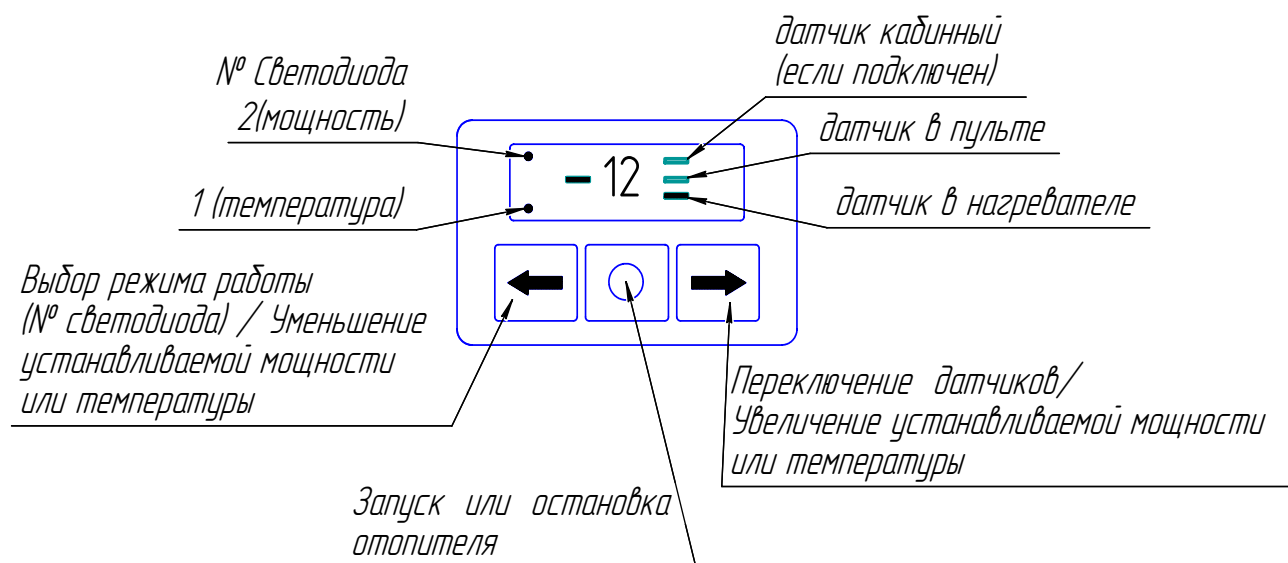 № Светодиода
2(мощность)
1 (температура)
датчик кабинный
(если подключен)
датчик в пульте
датчик в нагревателе
- 12
Выбор режима работы
(№ светодиода) / Уменьшение
устанавливаемой мощности
или температуры
Переключение датчиков/
Увеличение устанавливаемой мощности
или температуры
Запуск или остановка
отопителя